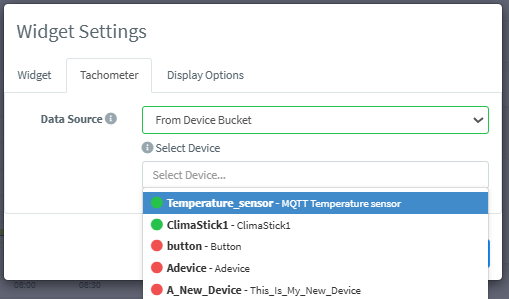 Widget Settings
Widget Tachometer Display Options
Data Source From Device Bucket
Select Device
Select Device...
Temperature_sensor - MQTT Temperature sensor
ClimaStick1 - ClimaStick1
button - Button
Adevice - Adevice
A_New_Device - This_Is_My_New_Device
08:00 08:30